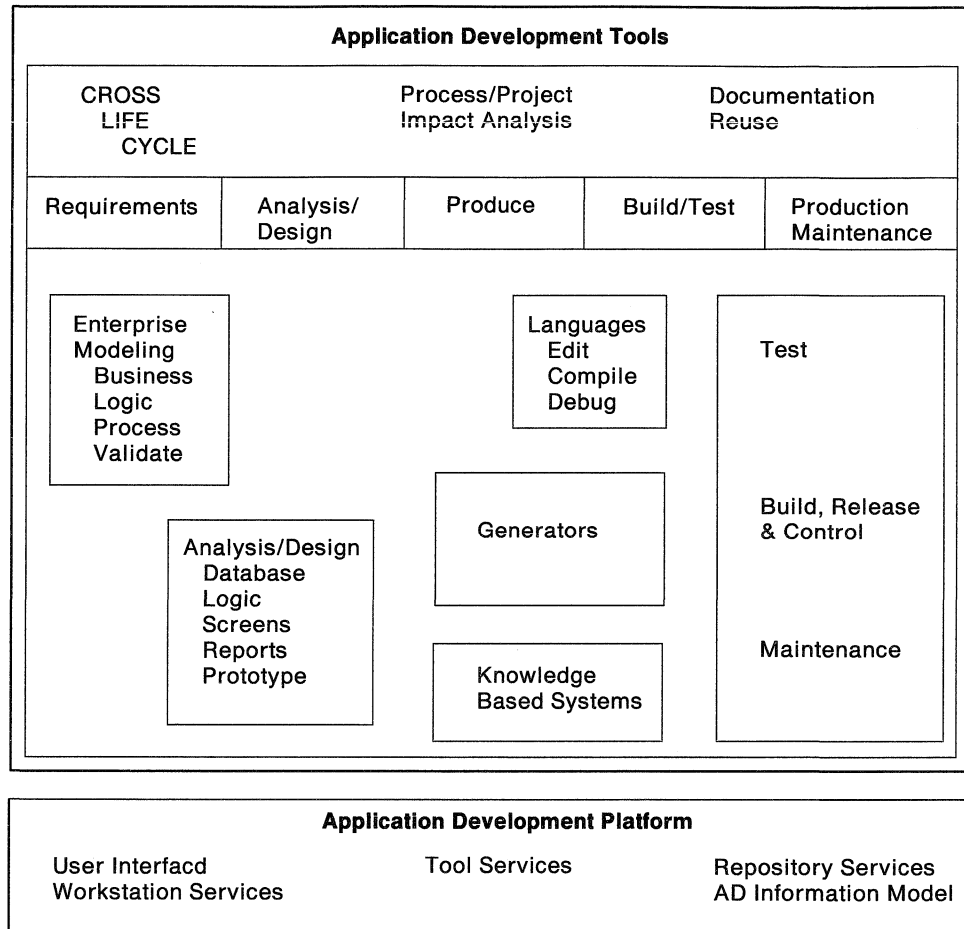 Application Development Tools
CROSS
LIFE
CYCLE
Process/Project
Impact Analysis
Documentation
Reuse
Requirements
Analysis/
Design
Produce
Build/Test
Production
Maintenance
Enterprise
Modeling
Business
Logic
Process
Validate
Analysis/Design
Database
Logic
Screens
Reports
Prototype
Languages
Edit
Compile
Debug
Generators
Knowledge
Based Systems
Test
Build, Release
& Control
Maintenance
Application Development Platform
User Interfacd
Workstation Services
Tool Services
Repository Services
AD Information Model